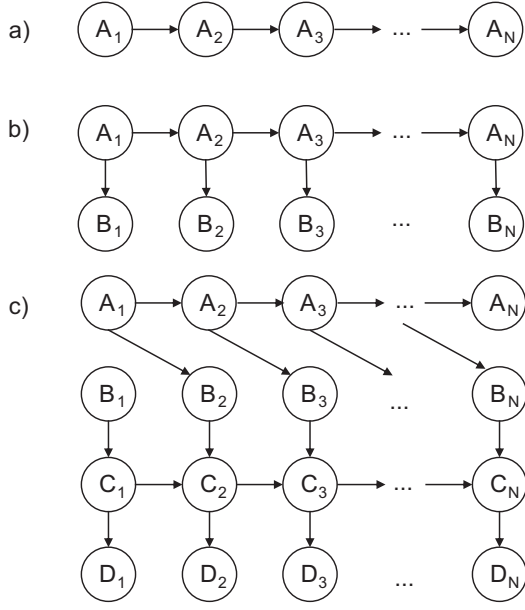 a) A1 A2 A3 ... AN
b) A1 A2 A3 ... AN
B1 B2 B3 ... BN
c) A1 A2 A3 ... AN
B1 B2 B3 ... BN
C1 C2 C3 ... CN
D1 D2 D3 ... DN